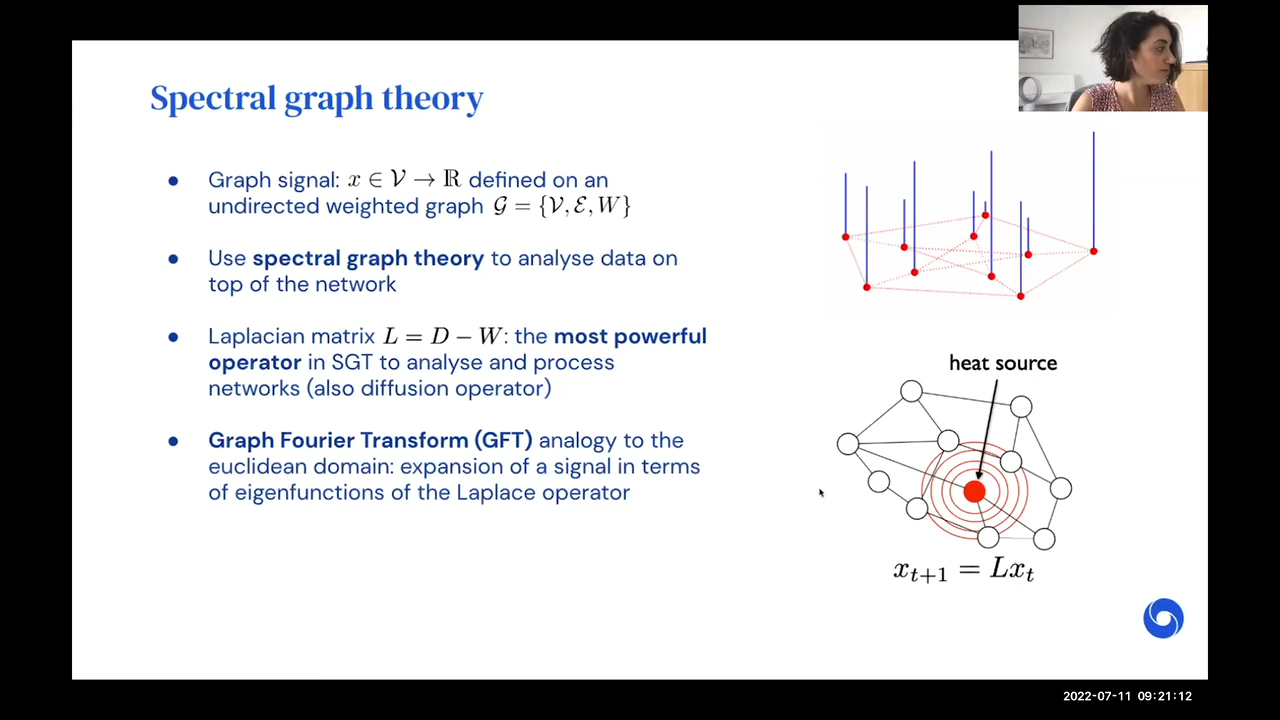 Spectral graph theory
● Graph signal: x ∈ 𝒱 → ℝ defined on an
undirected weighted graph 𝒢 = {𝒱, ℰ, W}
● Use spectral graph theory to analyse data on
top of the network
● Laplacian matrix L = D − W: the most powerful
operator in SGT to analyse and process
networks (also diffusion operator)
● Graph Fourier Transform (GFT) analogy to the
euclidean domain: expansion of a signal in terms
of eigenfunctions of the Laplace operator
heat source
xₜ₊₁ = Lxₜ
2022-07-11 09:21:12